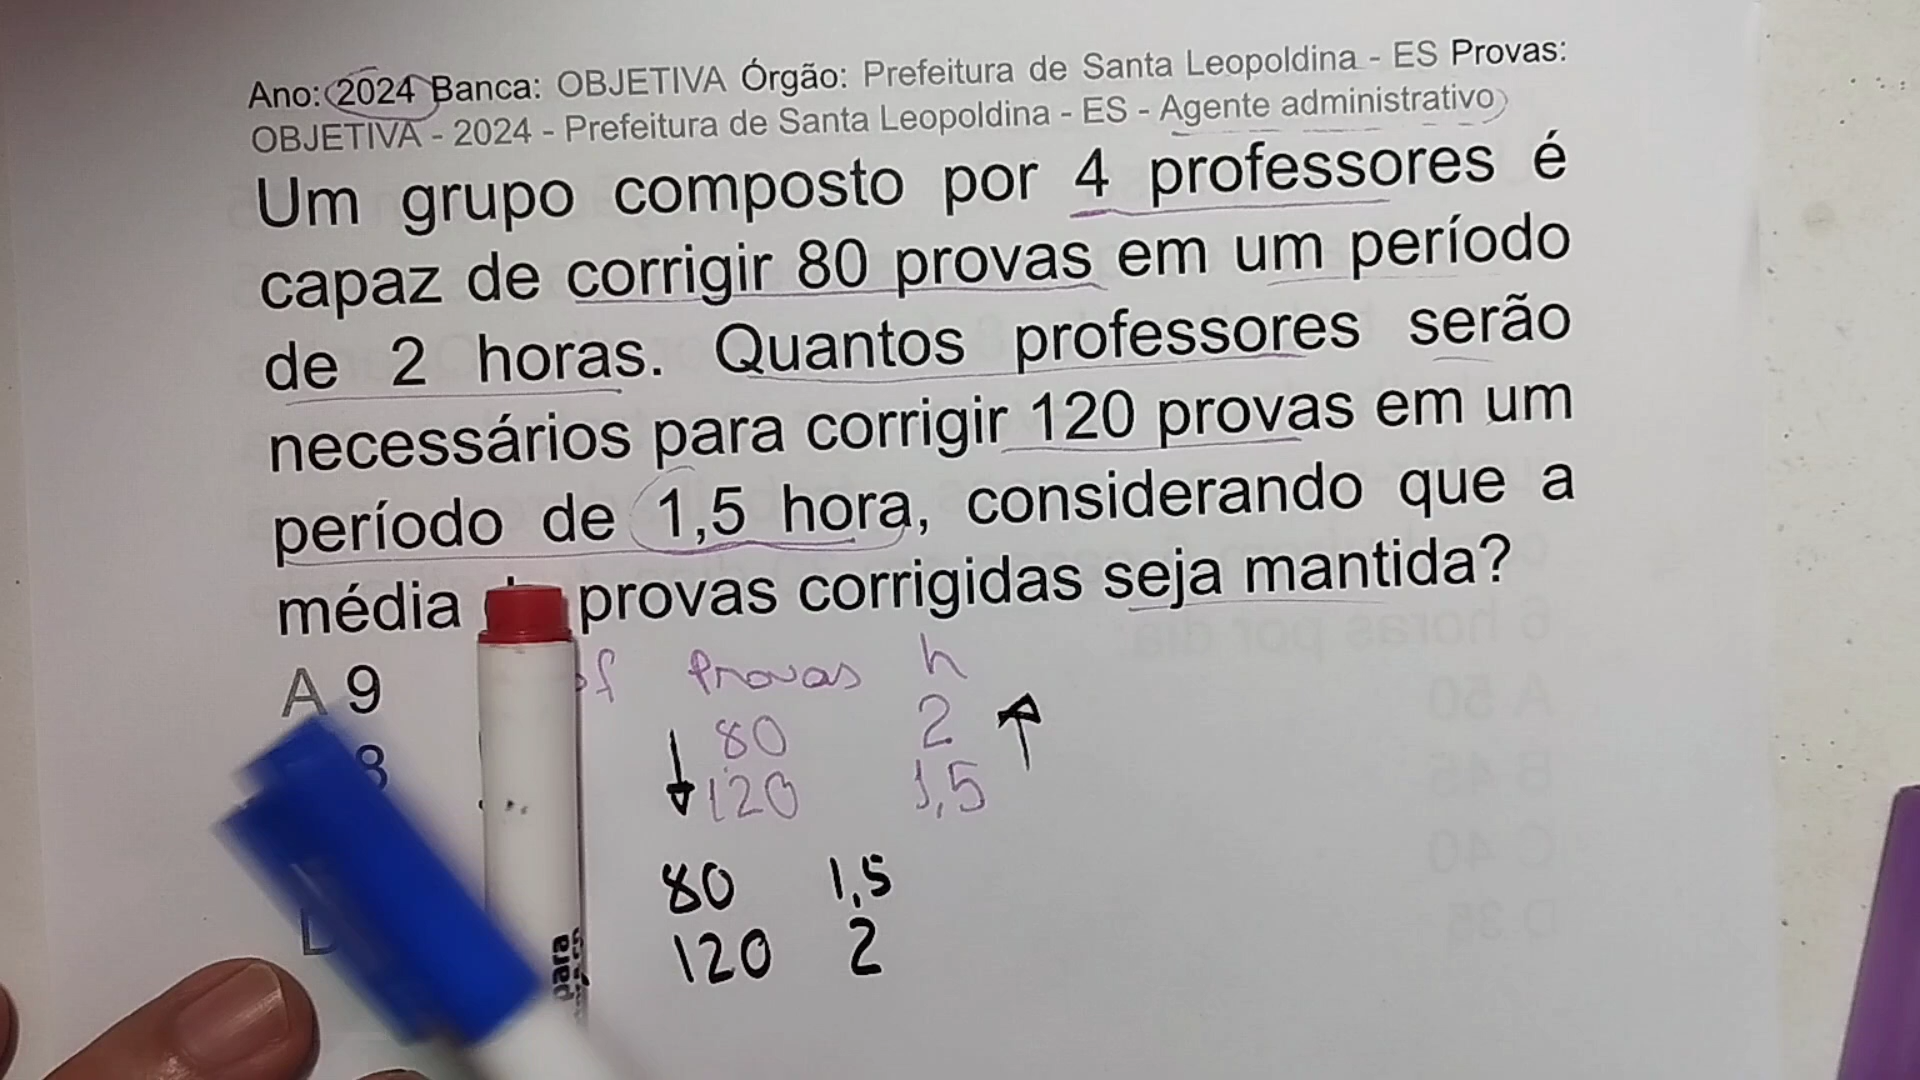 Ano: 2024 Banca: OBJETIVA Órgão: Prefeitura de Santa Leopoldina - ES Provas:
OBJETIVA - 2024 - Prefeitura de Santa Leopoldina - ES - Agente administrativo
Um grupo composto por 4 professores é
capaz de corrigir 80 provas em um período
de 2 horas. Quantos professores serão
necessários para corrigir 120 provas em um
período de 1,5 hora, considerando que a
média provas corrigidas seja mantida?
Provas h
A 9
80 2
8
120 1,5
80 1,5
D
120 2
para